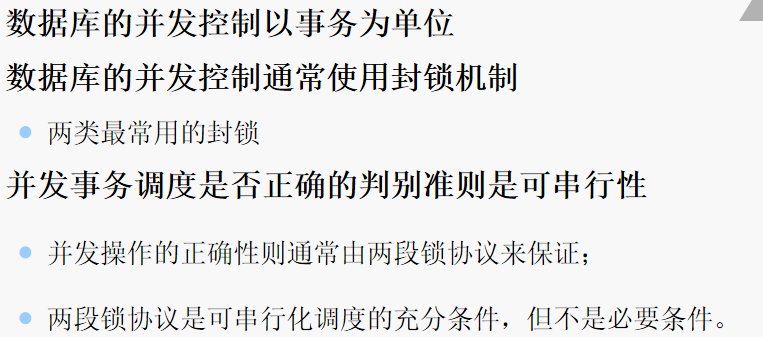 数据库的并发控制以事务为单位
数据库的并发控制通常使用封锁机制
两类最常用的封锁
并发事务调度是否正确的判别准则是可串行性
并发操作的正确性则通常由两段锁协议来保证；
两段锁协议是可串行化调度的充分条件，但不是必要条件。